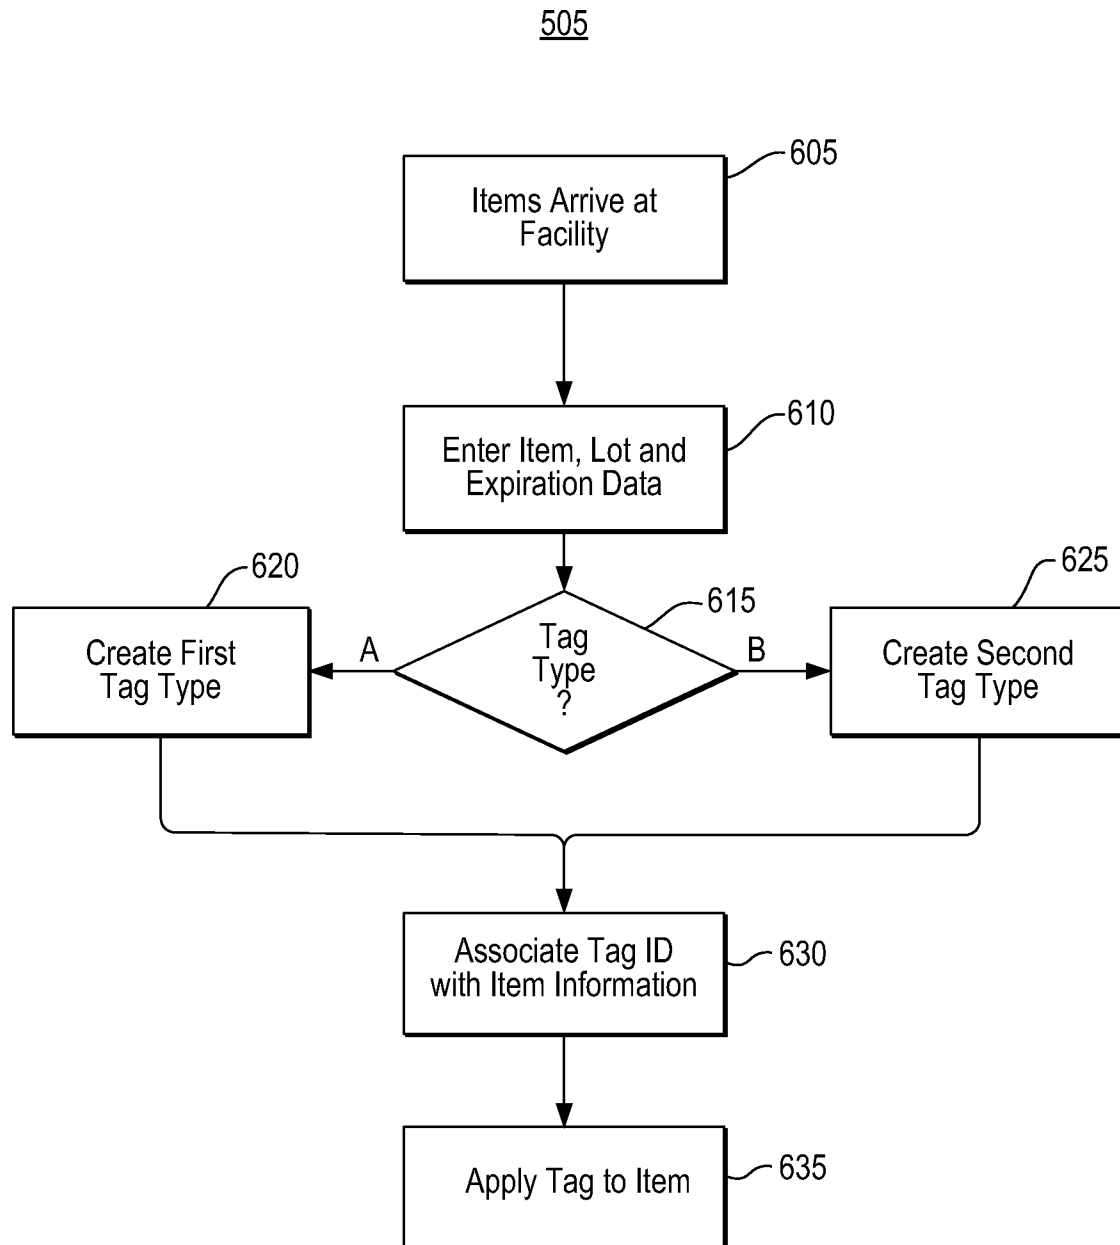 505
605
Items Arrive at
Facility
610
Enter Item, Lot and
Expiration Data
620
625
615
Create First
Tag Type
A
Tag
Type
?
B
Create Second
Tag Type
Associate Tag ID
with Item Information
630
Apply Tag to Item
635